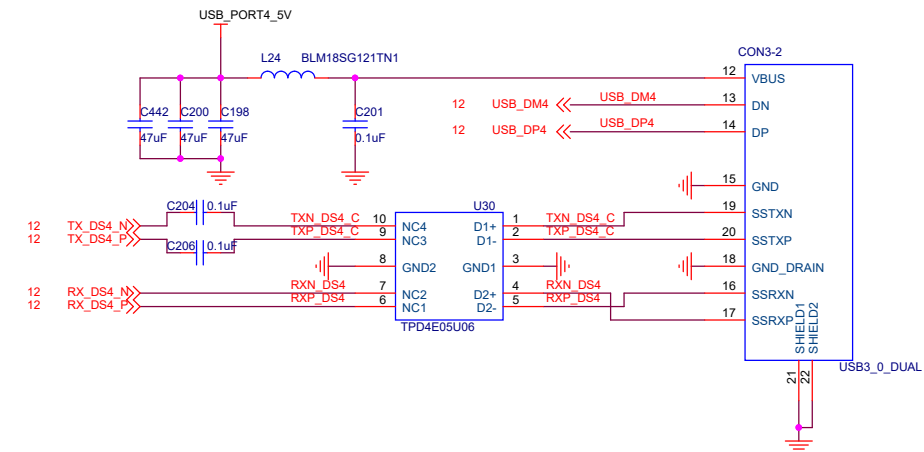 USB_PORT4_5V
L24 BLM18SG121TN1
CON3-2
12 VBUS
12 USB_DM4 USB_DM4 13 DN
C442 C200 C198 C201
12 USB_DP4 USB_DP4 14 DP
47uF 47uF 47uF 0.1uF
15 GND
C204 0.1uF U30
19 SSTXN
12 TX_DS4_N TXN_DS4_C 10 NC4 D1+ 1 TXN_DS4_C
12 TX_DS4_P TXP_DS4_C 9 NC3 D1- 2 TXP_DS4_C 20 SSTXP
C206 0.1uF
8 GND2 GND1 3 18 GND_DRAIN
12 RX_DS4_N RXN_DS4 7 NC2 D2+ 4 RXN_DS4 16 SSRXN
12 RX_DS4_P RXP_DS4 6 NC1 D2- 5 RXP_DS4
17 SSRXP
TPD4E05U06
SHIELD1
SHIELD2
USB3_0_DUAL
21
22